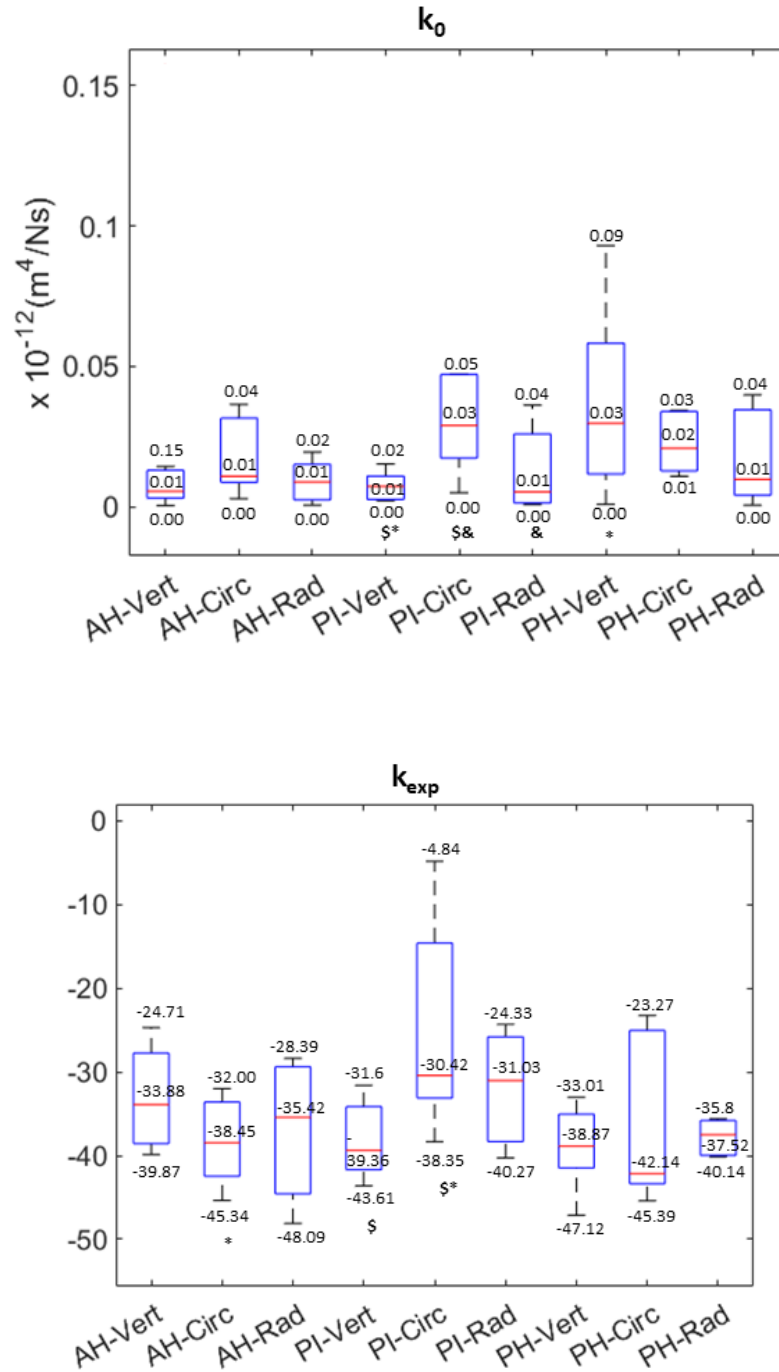 k₀
0.15
0.1
0.05
0
x 10⁻¹²(m⁴/Ns)
0.15 0.04 0.02 0.02 0.05 0.04 0.09 0.03 0.04
0.01 0.01 0.01 0.01 0.03 0.01 0.03 0.02 0.01
0.00 0.00 0.00 0.00 0.00 0.00 0.00 0.01 0.00
$* $& & *
AH-Vert AH-Circ AH-Rad PI-Vert PI-Circ PI-Rad PH-Vert PH-Circ PH-Rad
kₑₓₚ
0
-10
-20
-30
-40
-50
-24.71 -32.00 -28.39 -31.6 -4.84 -24.33 -33.01 -23.27 -35.8
-33.88 -38.45 -35.42 - -30.42 -31.03 -38.87 -42.14 -37.52
39.36
-39.87 -45.34 -48.09 -43.61 -38.35 -40.27 -47.12 -45.39 -40.14
* $ $*
AH-Vert AH-Circ AH-Rad PI-Vert PI-Circ PI-Rad PH-Vert PH-Circ PH-Rad